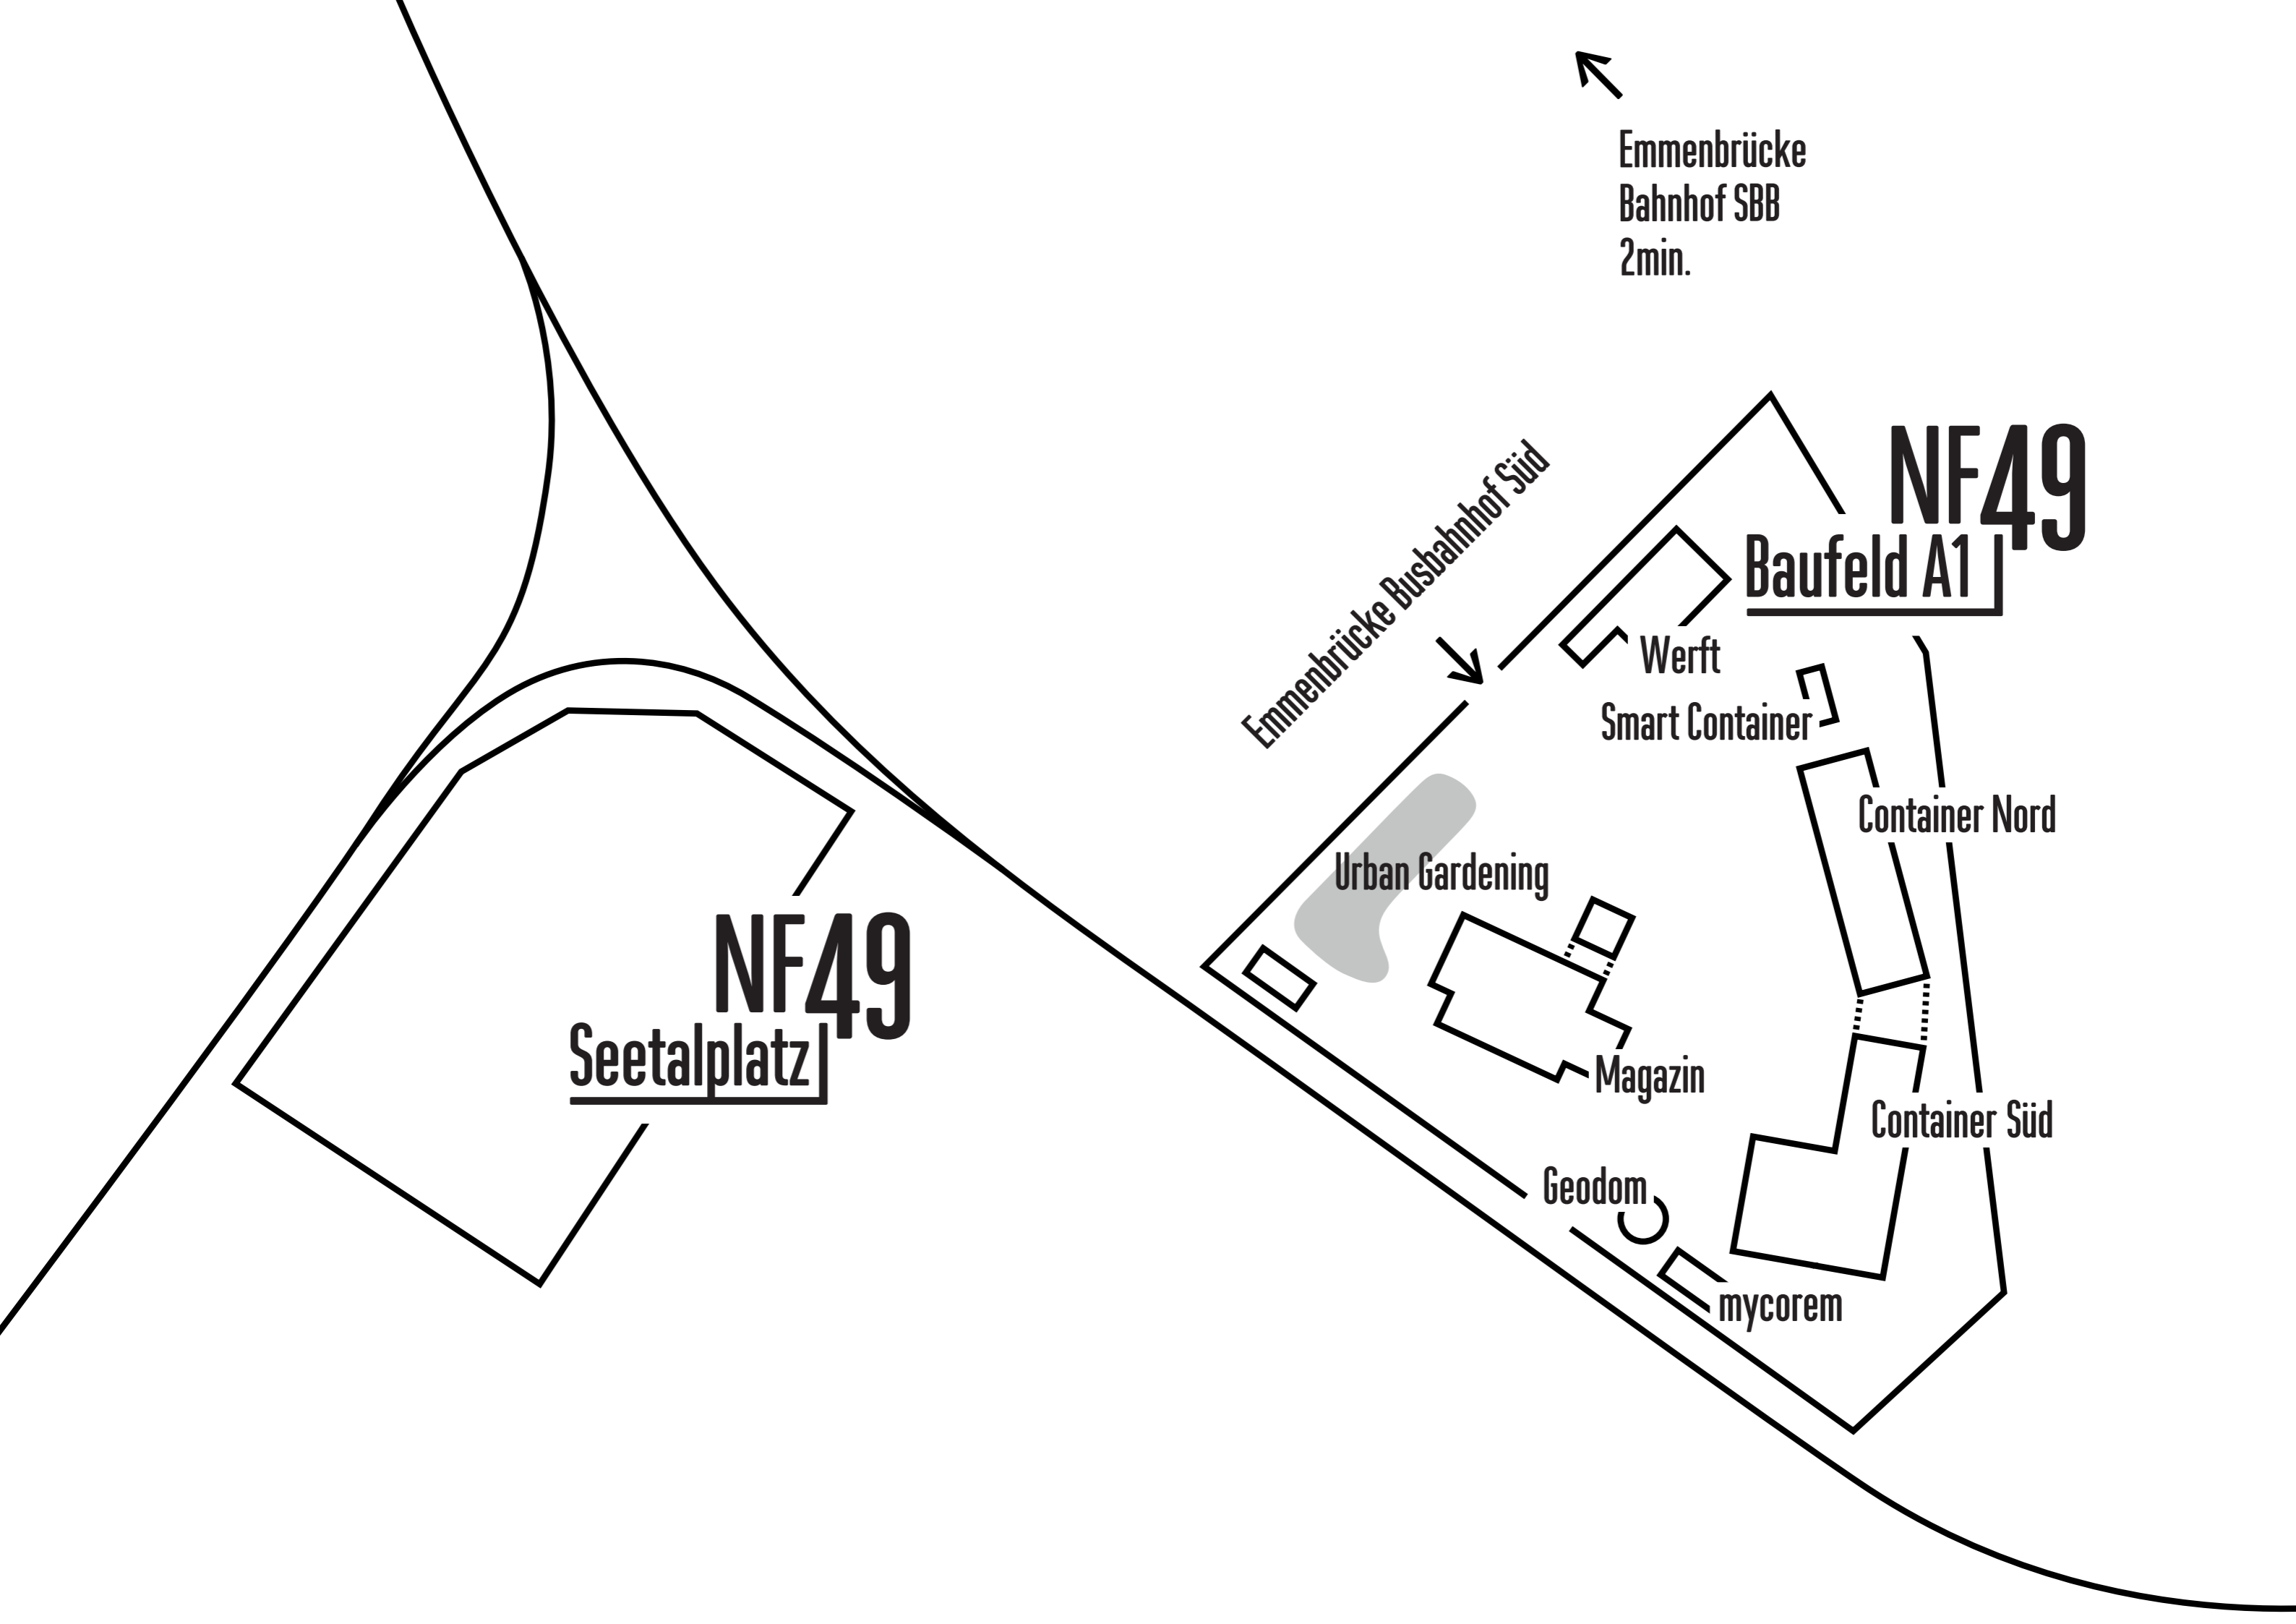 Emmenbrücke
Bahnhof SBB
2min.
Emmenbrücke Busbahnhof Süd
NF49
Baufeld A1
Werft
Smart Container
Container Nord
Urban Gardening
NF49
Seetalplatz
Magazin
Container Süd
Geodom
mycorem